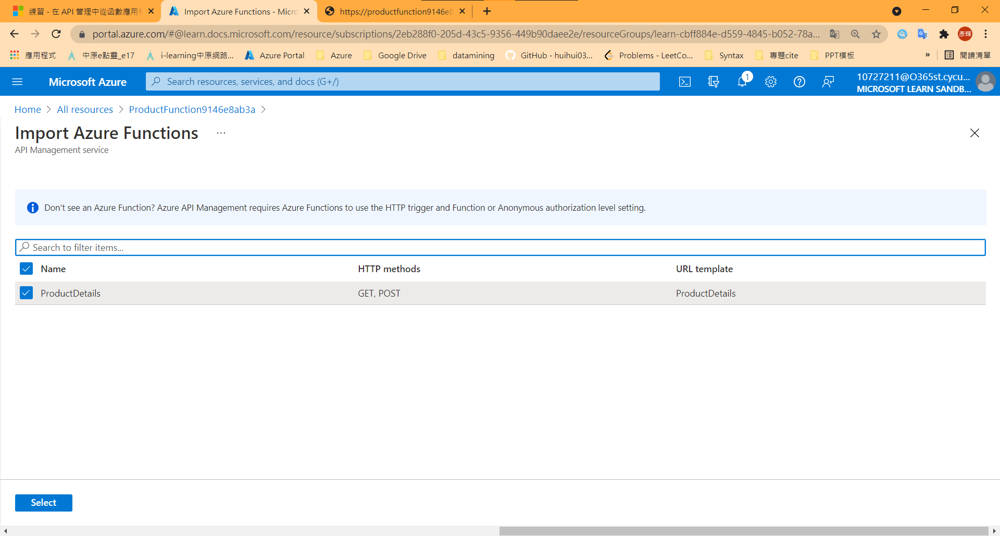 練習 - 在 API 管理中從函數應用程
Import Azure Functions - Micro
https://productfunction9146e8
portal.azure.com/#@learn.docs.microsoft.com/resource/subscriptions/2eb288f0-205d-43c5-9356-449b90daee2e/resourceGroups/learn-cbff884e-d559-4845-b052-78a...
彥輝
應用程式
中原e點靈_e17
i-learning中原網路...
Azure Portal
Azure
Google Drive
datamining
GitHub - huihui03...
Problems - LeetCo...
Syntax
專題cite
PPT模板
»
閱讀清單
Microsoft Azure
Search resources, services, and docs (G+/)
1
10727211@O365st.cycu...
MICROSOFT LEARN SANDB...
Home > All resources > ProductFunction9146e8ab3a >
Import Azure Functions ...
API Management service
Don't see an Azure Function? Azure API Management requires Azure Functions to use the HTTP trigger and Function or Anonymous authorization level setting.
Search to filter items...
Name HTTP methods URL template
ProductDetails GET, POST ProductDetails
Select